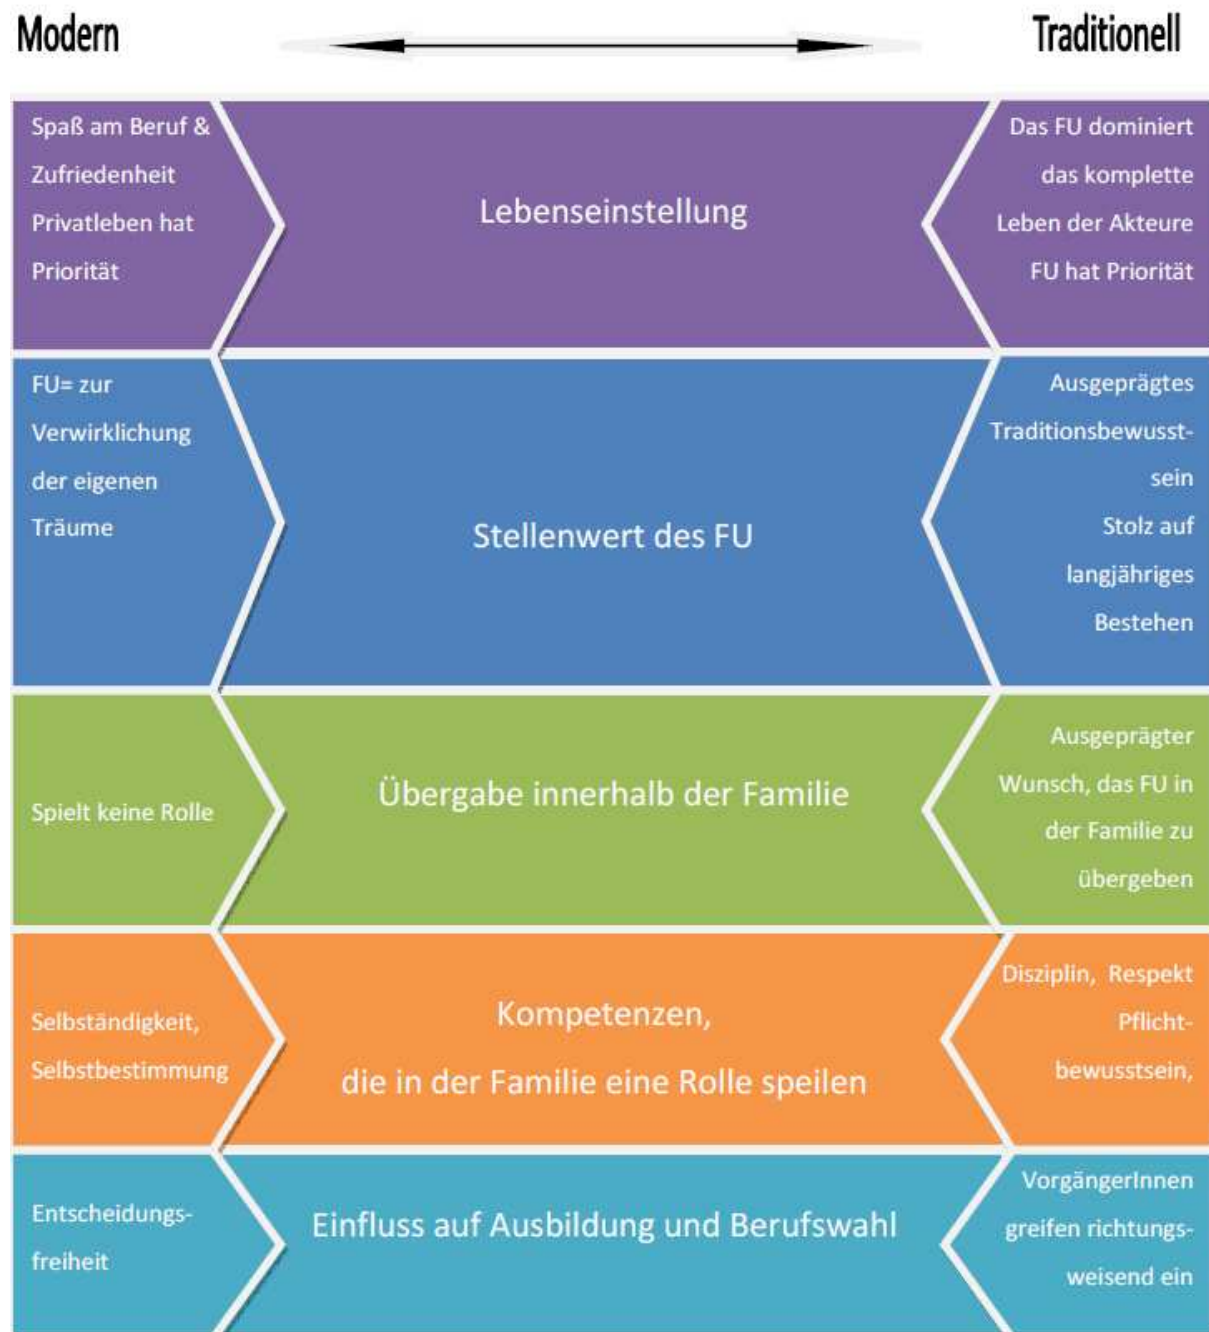 Modern
Traditionell
Spaß am Beruf &
Zufriedenheit
Privatleben hat
Priorität
Lebenseinstellung
Das FU dominiert
das komplette
Leben der Akteure
FU hat Priorität
FU= zur
Verwirklichung
der eigenen
Träume
Stellenwert des FU
Ausgeprägtes
Traditionsbewusst-
sein
Stolz auf
langjähriges
Bestehen
Spielt keine Rolle
Übergabe innerhalb der Familie
Ausgeprägter
Wunsch, das FU in
der Familie zu
übergeben
Selbständigkeit,
Selbstbestimmung
Kompetenzen,
die in der Familie eine Rolle speilen
Disziplin, Respekt
Pflicht-
bewusstsein,
Entscheidungs-
freiheit
Einfluss auf Ausbildung und Berufswahl
VorgängerInnen
greifen richtungs-
weisend ein